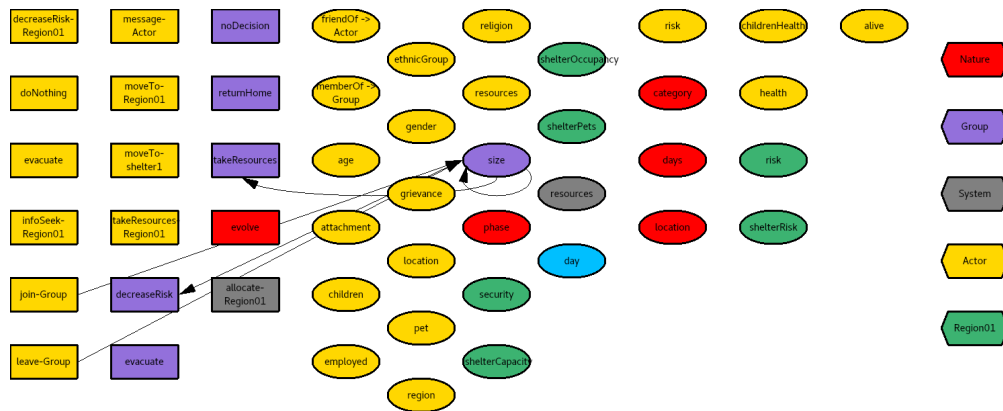 decreaseRisk-
Region01
message-
Actor
noDecision
friendOf ->
Actor
religion
risk
childrenHealth
alive
ethnicGroup
shelterOccupancy
Nature
doNothing
moveTo-
Region01
returnHome
memberOf ->
Group
resources
category
health
gender
shelterPets
Group
evacuate
moveTo-
shelter1
takeResources
age
size
days
risk
grievance
resources
System
infoSeek-
Region01
takeResources-
Region01
evolve
attachment
phase
location
shelterRisk
location
day
Actor
join-Group
decreaseRisk
allocate-
Region01
children
security
pet
Region01
leave-Group
evacuate
employed
shelterCapacity
region